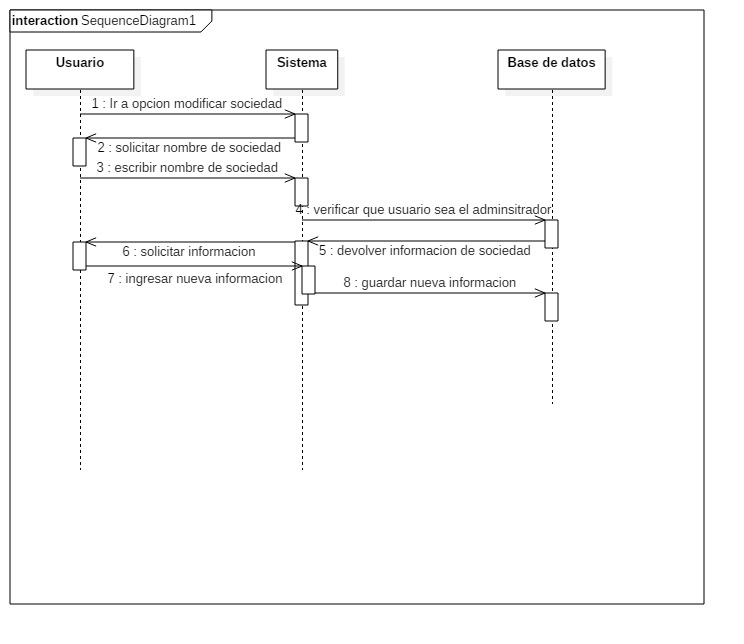 interaction SequenceDiagram1
Usuario
Sistema
Base de datos
1 : Ir a opcion modificar sociedad
2 : solicitar nombre de sociedad
3 : escribir nombre de sociedad
4 : verificar que usuario sea el adminsitrador
5 : devolver informacion de sociedad
6 : solicitar informacion
7 : ingresar nueva informacion
8 : guardar nueva informacion